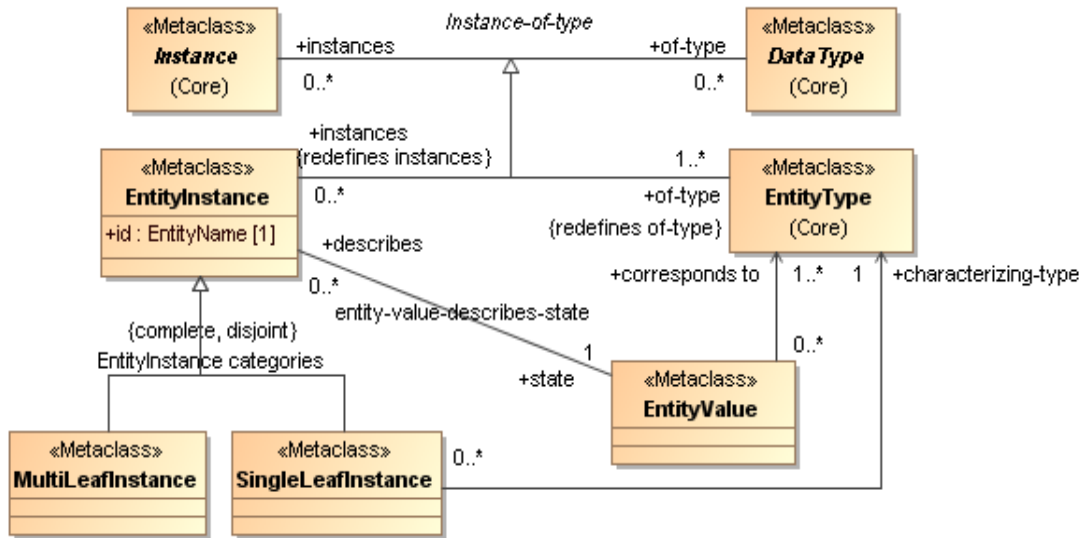 «Metaclass»
Instance
(Core)
Instance-of-type
+instances
0..*
+of-type
0..*
«Metaclass»
DataType
(Core)
+instances
{redefines instances}
0..*
1..*
+of-type
{redefines of-type}
«Metaclass»
EntityInstance
+id : EntityName [1]
«Metaclass»
EntityType
(Core)
+describes
0..*
entity-value-describes-state
1
+state
+corresponds to
1..*
0..*
1
+characterizing-type
{complete, disjoint}
EntityInstance categories
«Metaclass»
EntityValue
«Metaclass»
MultiLeafInstance
«Metaclass»
SingleLeafInstance
0..*